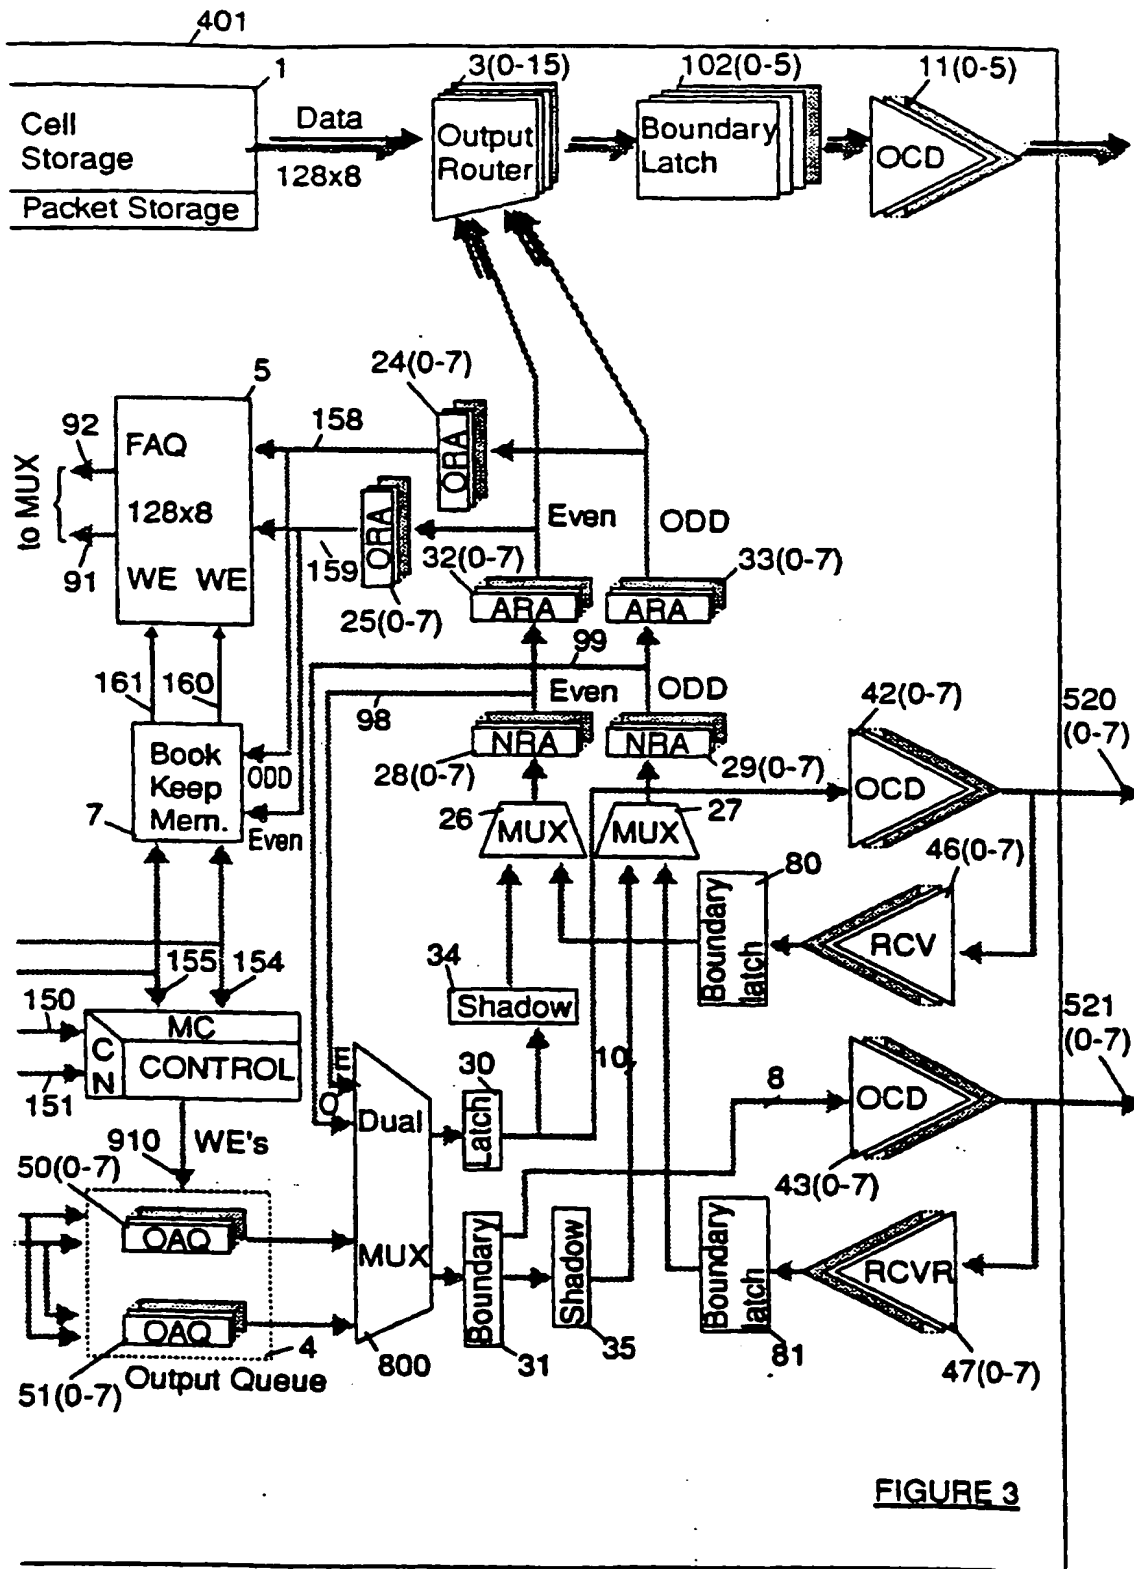 401
1
3(0-15)
102(0-5)
11(0-5)
Cell
Storage
Packet Storage
Data
128x8
Output
Router
Boundary
Latch
OCD
24(0-7)
5
92
158
FAQ
ORA
to MUX
128x8
ORA
Even
ODD
91
WE WE
159
32(0-7)
33(0-7)
25(0-7)
ARA
ARA
99
161
160
98
Even
ODD
42(0-7)
520
(0-7)
NRA
NRA
Book
Keep
Mem.
ODD
28(0-7)
29(0-7)
OCD
7
Even
26
MUX
MUX
27
46(0-7)
80
Boundary
latch
RCV
155
154
34
Shadow
150
MC
521
(0-7)
C
N
CONTROL
151
E
O
10
30
8
OCD
Dual
Latch
910
WE's
50(0-7)
43(0-7)
OAQ
MUX
Boundary
Shadow
Boundary
latch
RCVR
OAQ
4
800
31
35
81
47(0-7)
51(0-7)
Output Queue
FIGURE 3